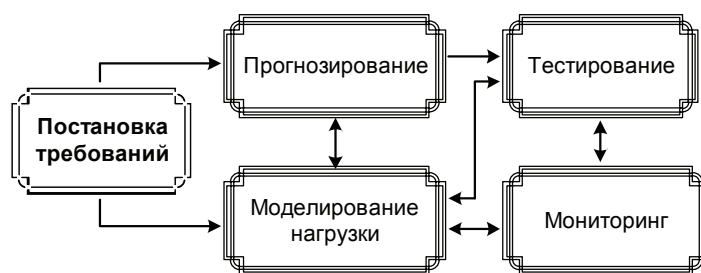 Прогнозирование
Тестирование
Постановка
требований
Моделирование
нагрузки
Мониторинг